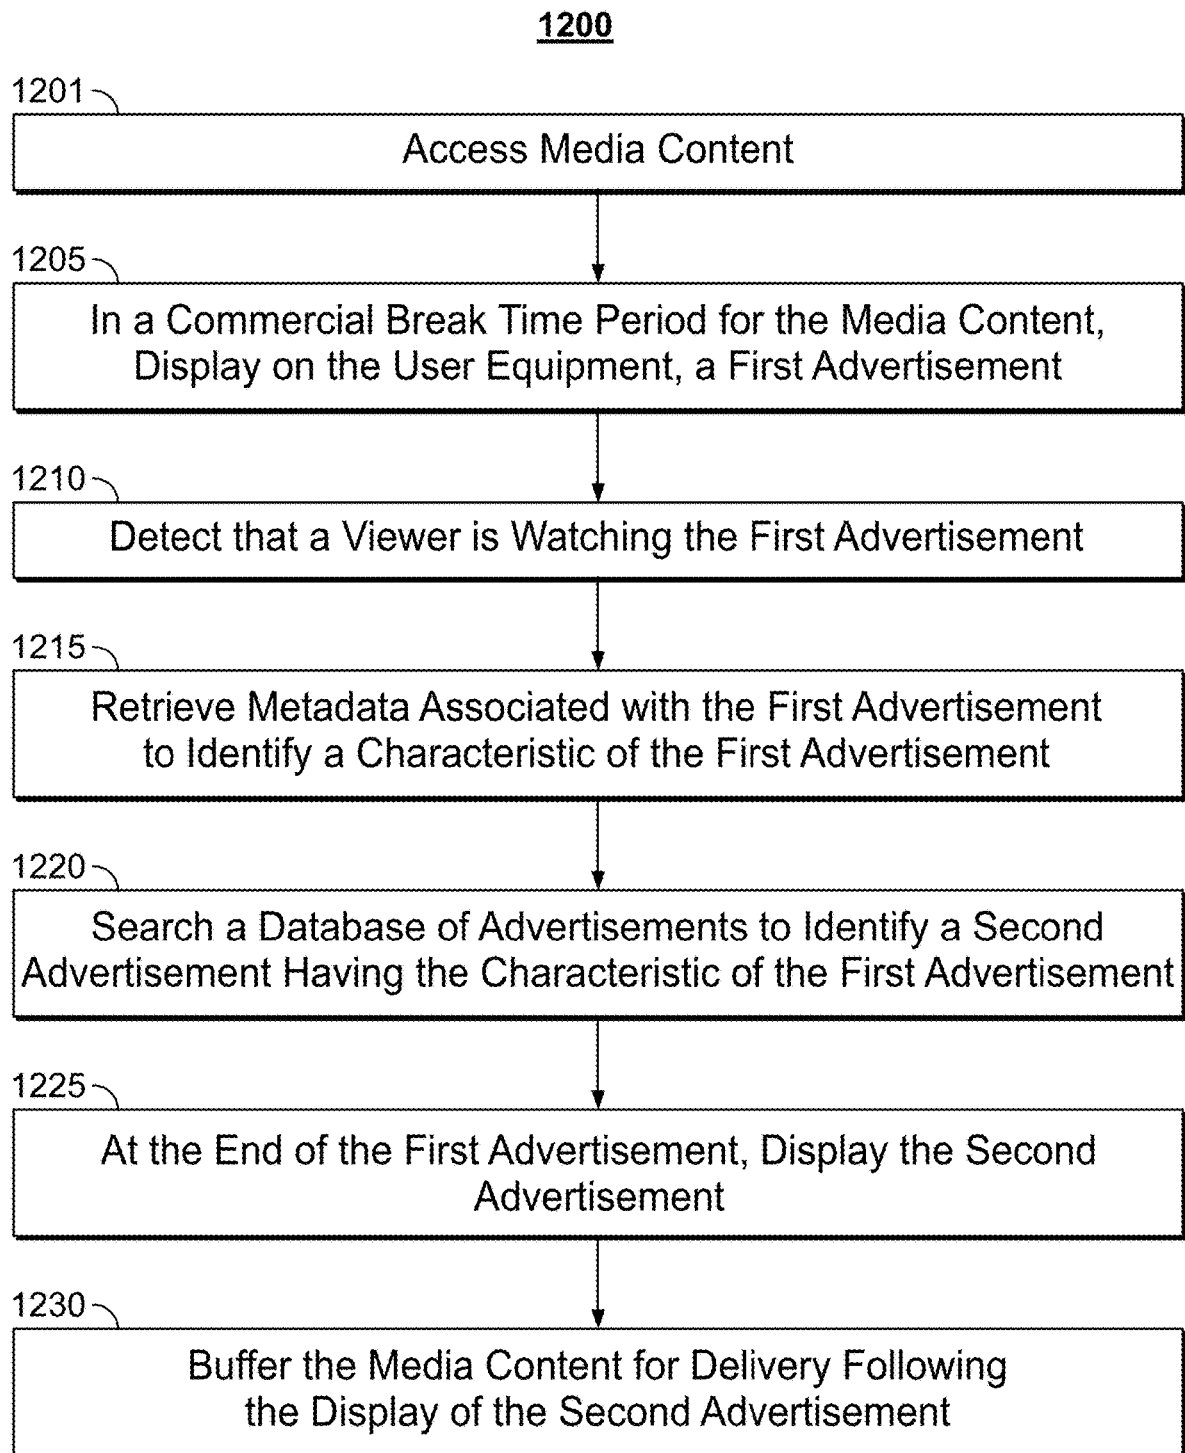 1200
1201
Access Media Content
1205
In a Commercial Break Time Period for the Media Content,
Display on the User Equipment, a First Advertisement
1210
Detect that a Viewer is Watching the First Advertisement
1215
Retrieve Metadata Associated with the First Advertisement
to Identify a Characteristic of the First Advertisement
1220
Search a Database of Advertisements to Identify a Second
Advertisement Having the Characteristic of the First Advertisement
1225
At the End of the First Advertisement, Display the Second
Advertisement
1230
Buffer the Media Content for Delivery Following
the Display of the Second Advertisement